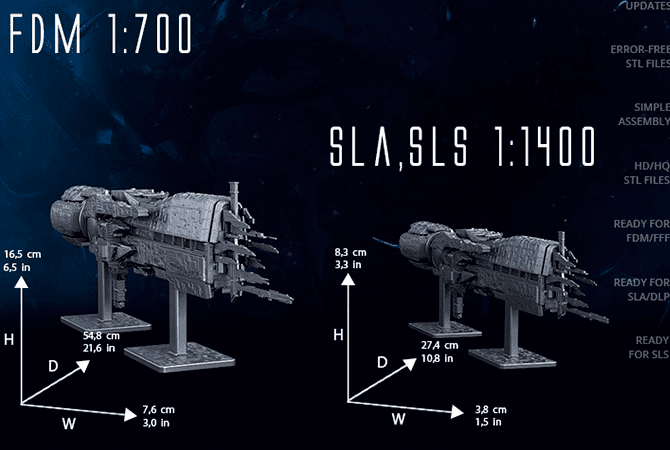 FDM 1:700
SLA,SLS 1:1400
16,5 cm
6,5 in
H
54,8 cm
21,6 in
D
7,6 cm
3,0 in
W
8,3 cm
3,3 in
H
27,4 cm
10,8 in
D
3,8 cm
1,5 in
W
UPDATES
ERROR-FREE
STL FILES
SIMPLE
ASSEMBLY
HD/HQ
STL FILES
READY FOR
FDM/FFF
READY FOR
SLA/DLP
READY
FOR SLS